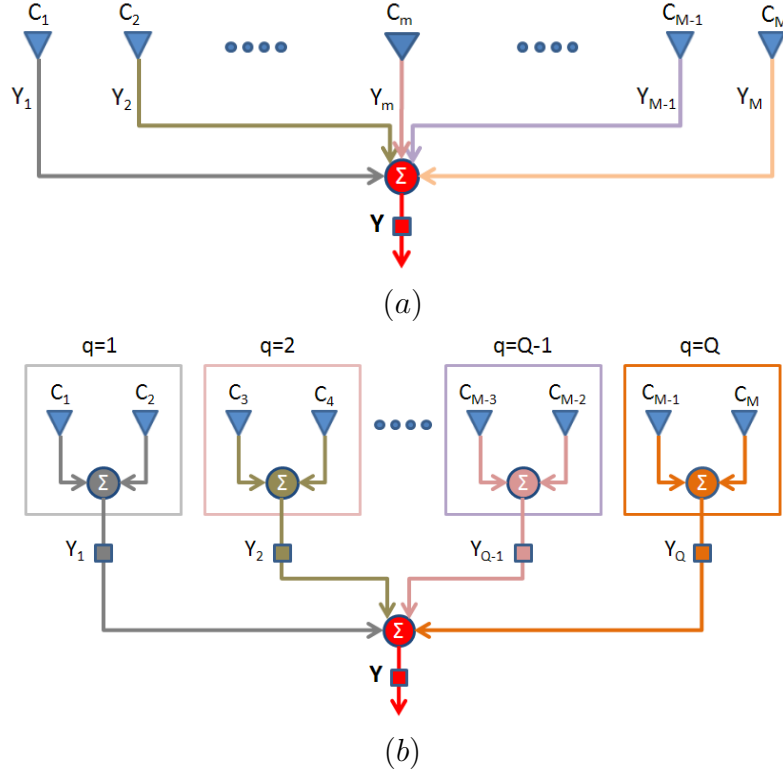 C1 C2 Cm CM-1 CM
Y1 Y2 Ym YM-1 YM
Σ
Y
(a)
q=1 q=2 q=Q-1 q=Q
C1 C2 C3 C4 CM-3 CM-2 CM-1 CM
Σ Σ Σ Σ
Y1 Y2 YQ-1 YQ
Σ
Y
(b)